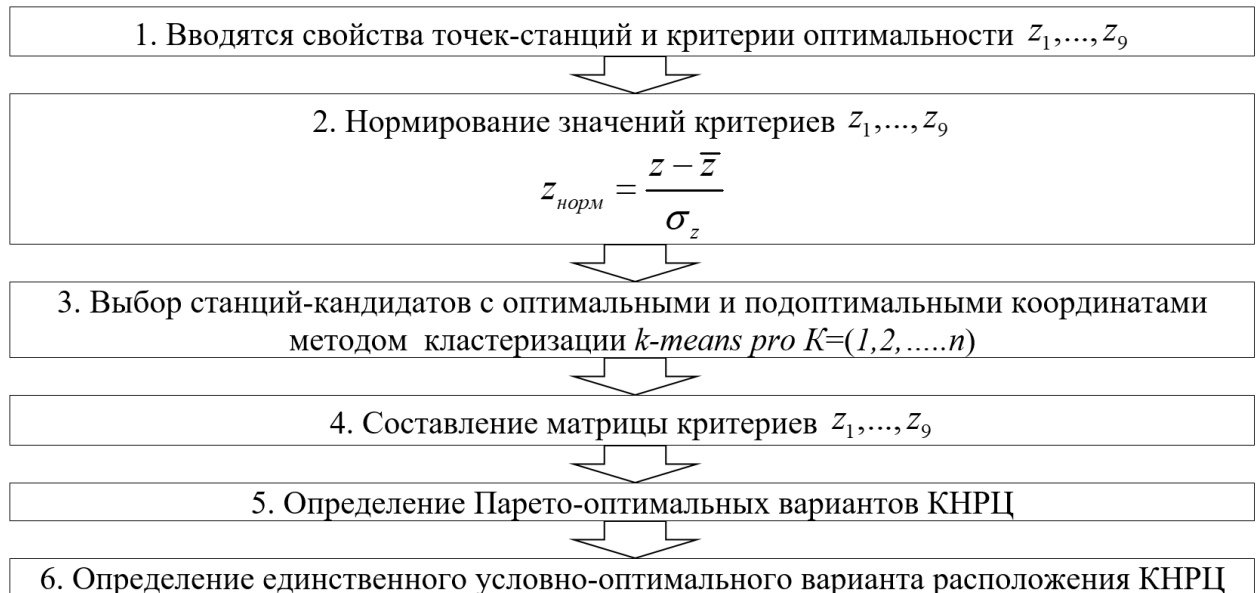 1. Вводятся свойства точек-станций и критерии оптимальности z₁,...,z₉
2. Нормирование значений критериев z₁,...,z₉
z_норм = (z − z̅) / σ_z
3. Выбор станций-кандидатов с оптимальными и подоптимальными координатами
методом кластеризации k-means pro K=(1,2,.....n)
4. Составление матрицы критериев z₁,...,z₉
5. Определение Парето-оптимальных вариантов КНРЦ
6. Определение единственного условно-оптимального варианта расположения КНРЦ